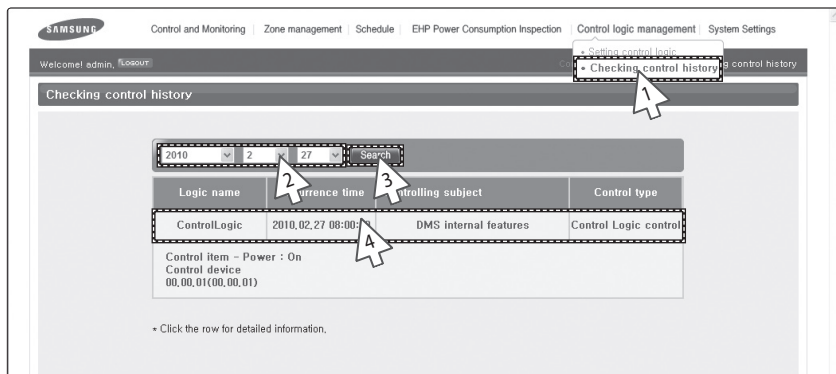 SAMSUNG
Control and Monitoring Zone management Schedule EHP Power Consumption Inspection Control logic management System Settings
Welcome! admin, LOGOUT
• Setting control logic
• Checking control history
control history
Checking control history
2010 2 27 Search
1
2
3
Logic name time subject Control type
ControlLogic 2010.02.27 08:00: DMS internal features Control Logic control
4
Control item - Power : On
Control device
00.00.01(00.00.01)
* Click the row for detailed information.